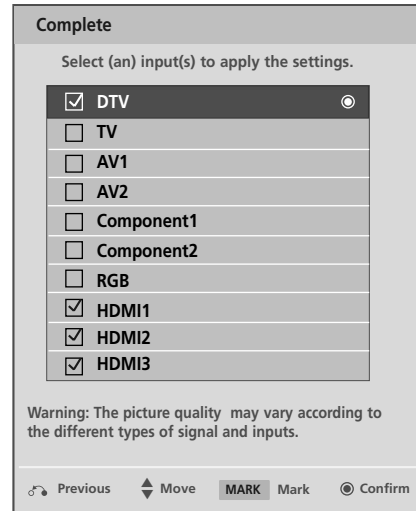 Complete
Select (an) input(s) to apply the settings.
DTV
TV
AV1
AV2
Component1
Component2
RGB
HDMI1
HDMI2
HDMI3
Warning: The picture quality may vary according to
the different types of signal and inputs.
Previous Move MARK Mark Confirm